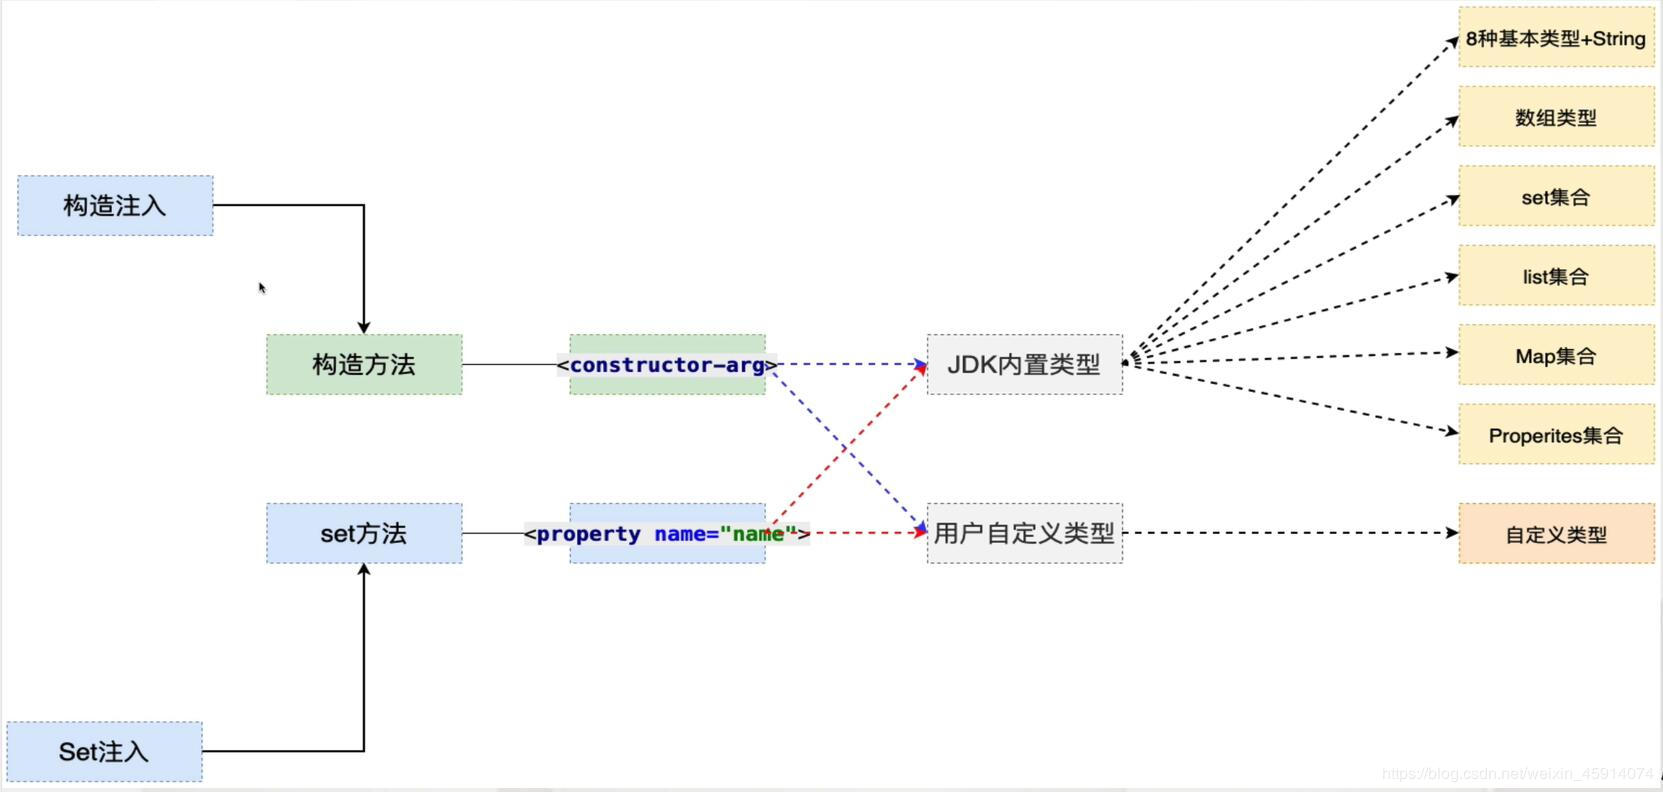 8种基本类型+String
数组类型
构造注入
set集合
list集合
构造方法
<constructor-arg>
JDK内置类型
Map集合
Properites集合
set方法
<property name="name">
用户自定义类型
自定义类型
Set注入
https://blog.csdn.net/weixin_45914074